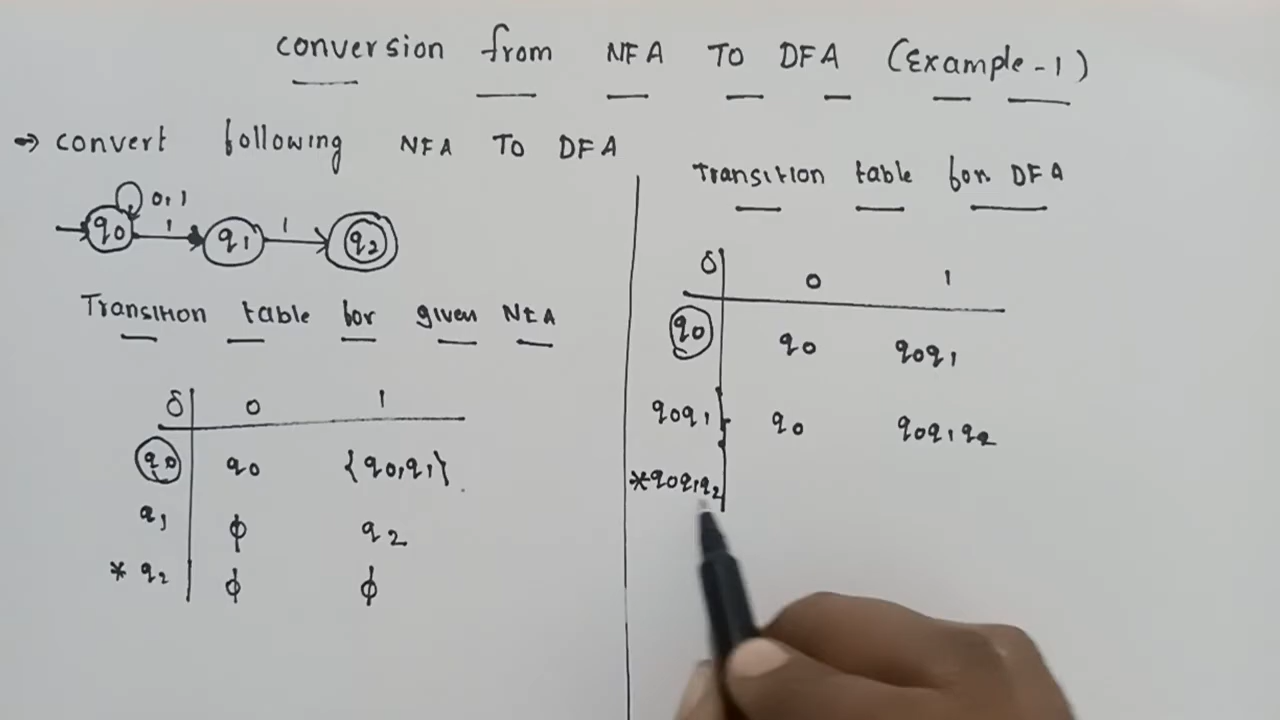 conversion from NFA TO DFA (Example-1)
→ convert following NFA TO DFA
0,1
q0 1 q1 1 q2
Transition table for given NFA
δ 0 1
q0 q0 {q0,q1}
q1 ϕ q2
* q2 ϕ ϕ
Transition table for DFA
δ 0 1
q0 q0 q0q1
q0q1 q0 q0q1q2
*q0q1q2